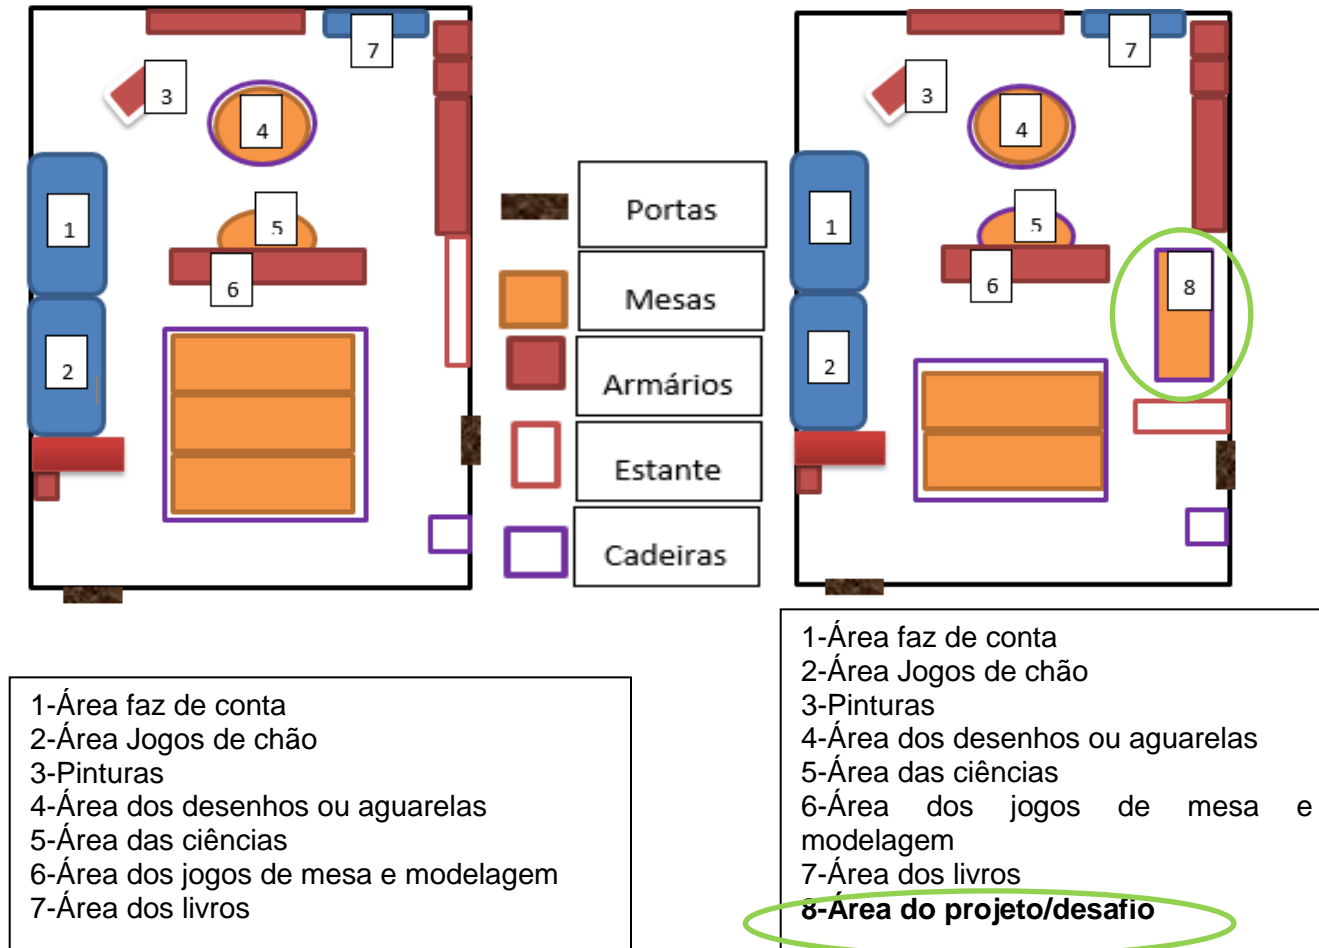 7
3
4
1
5
6
2
Portas
Mesas
Armários
Estante
Cadeiras
7
3
4
1
5
6
8
2
1-Área faz de conta
2-Área Jogos de chão
3-Pinturas
4-Área dos desenhos ou aguarelas
5-Área das ciências
6-Área dos jogos de mesa e modelagem
7-Área dos livros
1-Área faz de conta
2-Área Jogos de chão
3-Pinturas
4-Área dos desenhos ou aguarelas
5-Área das ciências
6-Área dos jogos de mesa e
modelagem
7-Área dos livros
8-Área do projeto/desafio